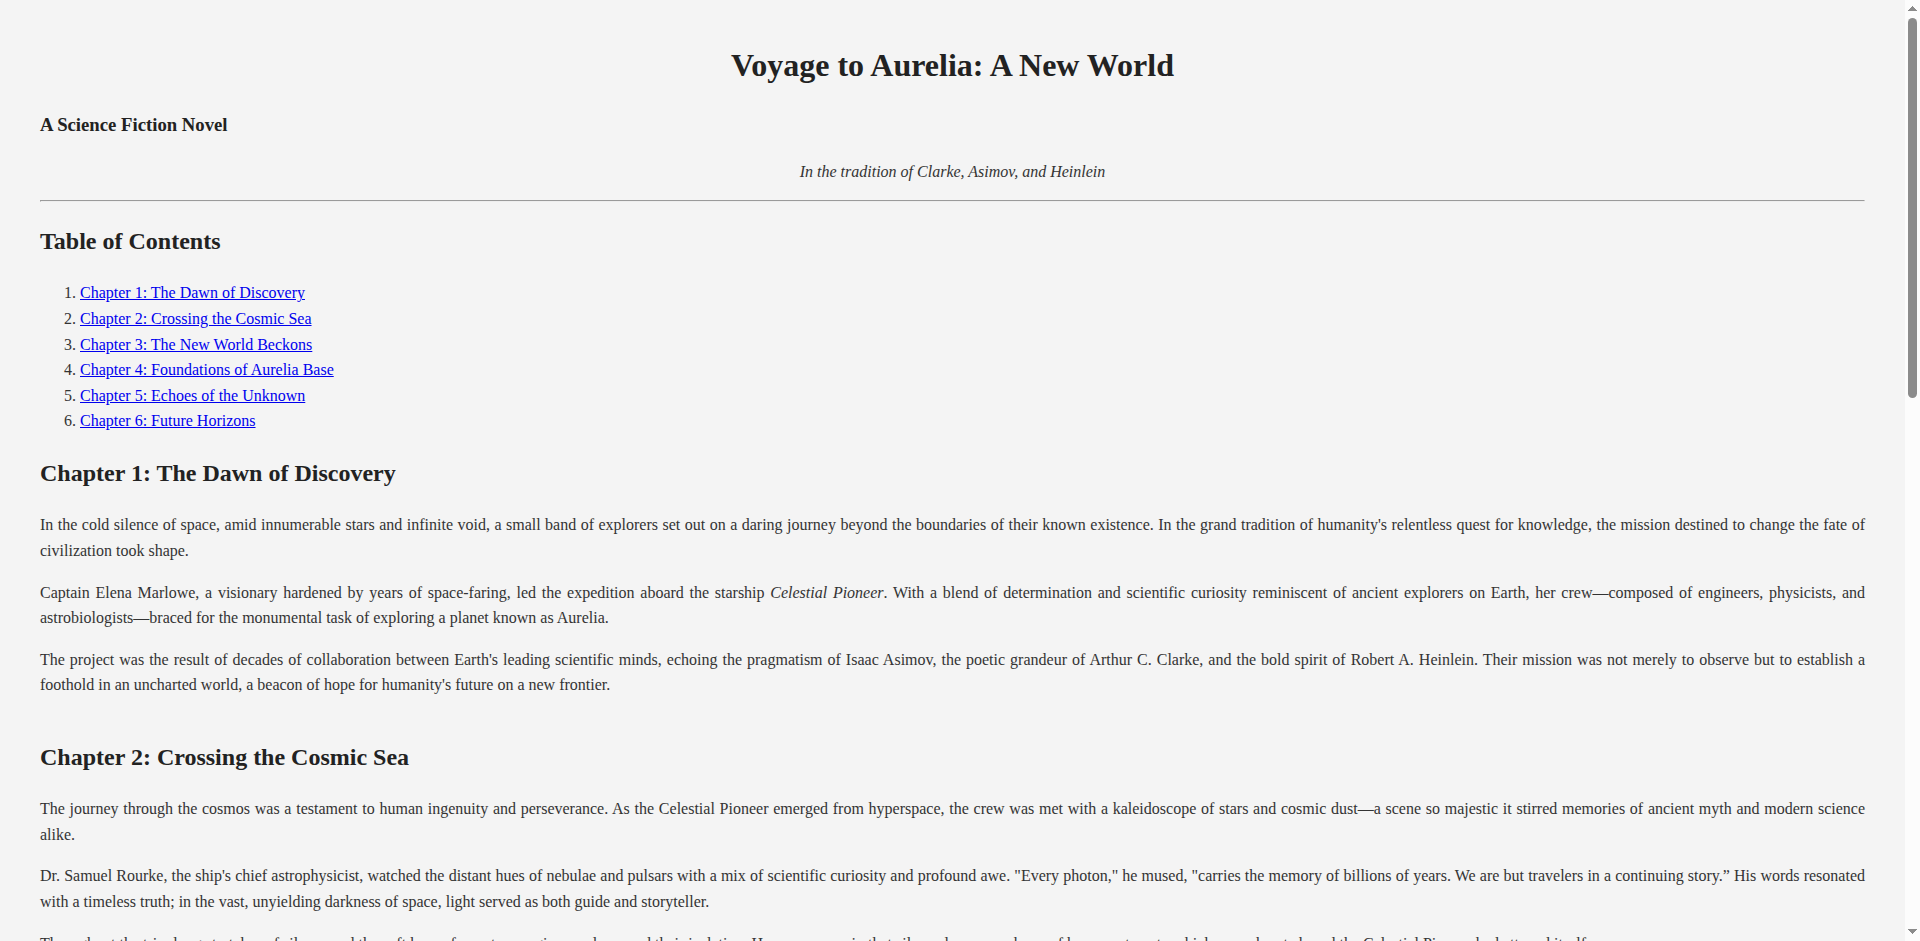 Voyage to Aurelia: A New World
A Science Fiction Novel
In the tradition of Clarke, Asimov, and Heinlein
Table of Contents
1. Chapter 1: The Dawn of Discovery
2. Chapter 2: Crossing the Cosmic Sea
3. Chapter 3: The New World Beckons
4. Chapter 4: Foundations of Aurelia Base
5. Chapter 5: Echoes of the Unknown
6. Chapter 6: Future Horizons
Chapter 1: The Dawn of Discovery
In the cold silence of space, amid innumerable stars and infinite void, a small band of explorers set out on a daring journey beyond the boundaries of their known existence. In the grand tradition of humanity's relentless quest for knowledge, the mission destined to change the fate of
civilization took shape.
Captain Elena Marlowe, a visionary hardened by years of space-faring, led the expedition aboard the starship Celestial Pioneer. With a blend of determination and scientific curiosity reminiscent of ancient explorers on Earth, her crew—composed of engineers, physicists, and
astrobiologists—braced for the monumental task of exploring a planet known as Aurelia.
The project was the result of decades of collaboration between Earth's leading scientific minds, echoing the pragmatism of Isaac Asimov, the poetic grandeur of Arthur C. Clarke, and the bold spirit of Robert A. Heinlein. Their mission was not merely to observe but to establish a
foothold in an uncharted world, a beacon of hope for humanity's future on a new frontier.
Chapter 2: Crossing the Cosmic Sea
The journey through the cosmos was a testament to human ingenuity and perseverance. As the Celestial Pioneer emerged from hyperspace, the crew was met with a kaleidoscope of stars and cosmic dust—a scene so majestic it stirred memories of ancient myth and modern science
alike.
Dr. Samuel Rourke, the ship's chief astrophysicist, watched the distant hues of nebulae and pulsars with a mix of scientific curiosity and profound awe. "Every photon," he mused, "carries the memory of billions of years. We are but travelers in a continuing story.” His words resonated
with a timeless truth; in the vast, unyielding darkness of space, light served as both guide and storyteller.